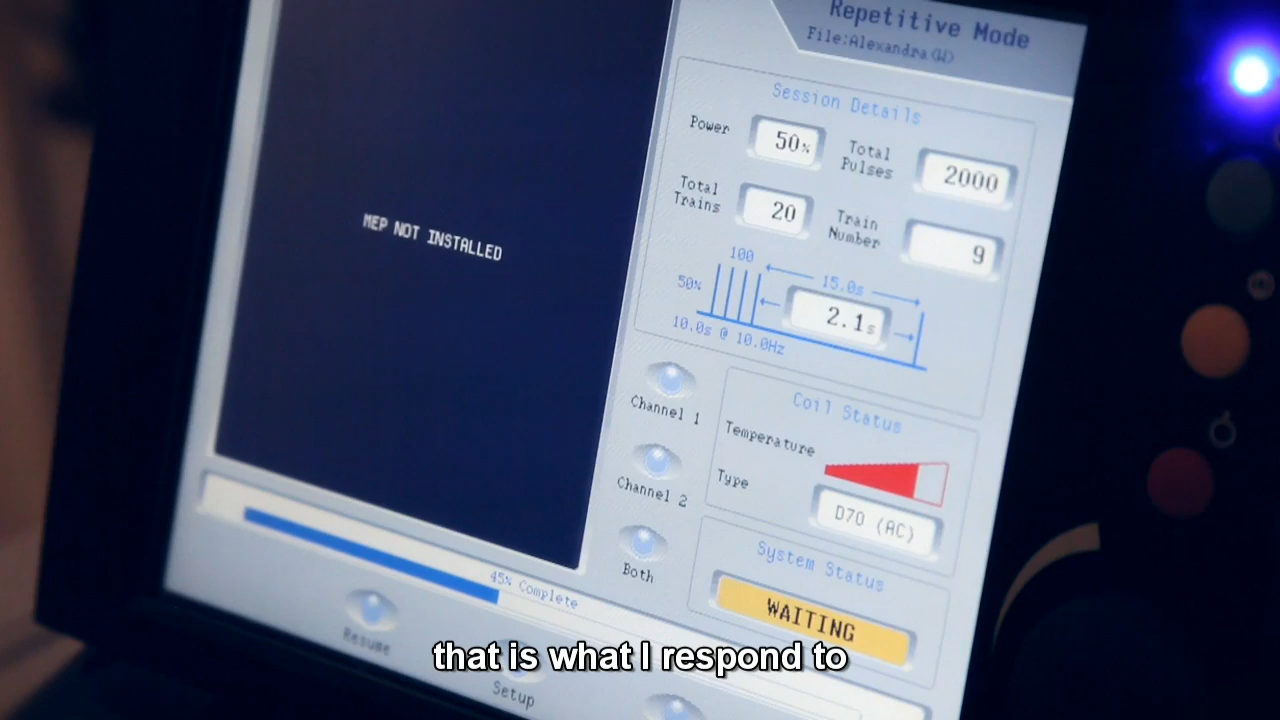 Repetitive Mode
File:Alexandra(W)
Session Details
Power
50%
Total
Pulses
2000
Total
Trains
20
Train
Number
9
MEP NOT INSTALLED
100
15.0s
50%
2.1s
10.0s @ 10.0Hz
Channel 1
Channel 2
Both
Coil Status
Temperature
Type
D70 (AC)
System Status
WAITING
45% Complete
Resume
Setup
that is what I respond to